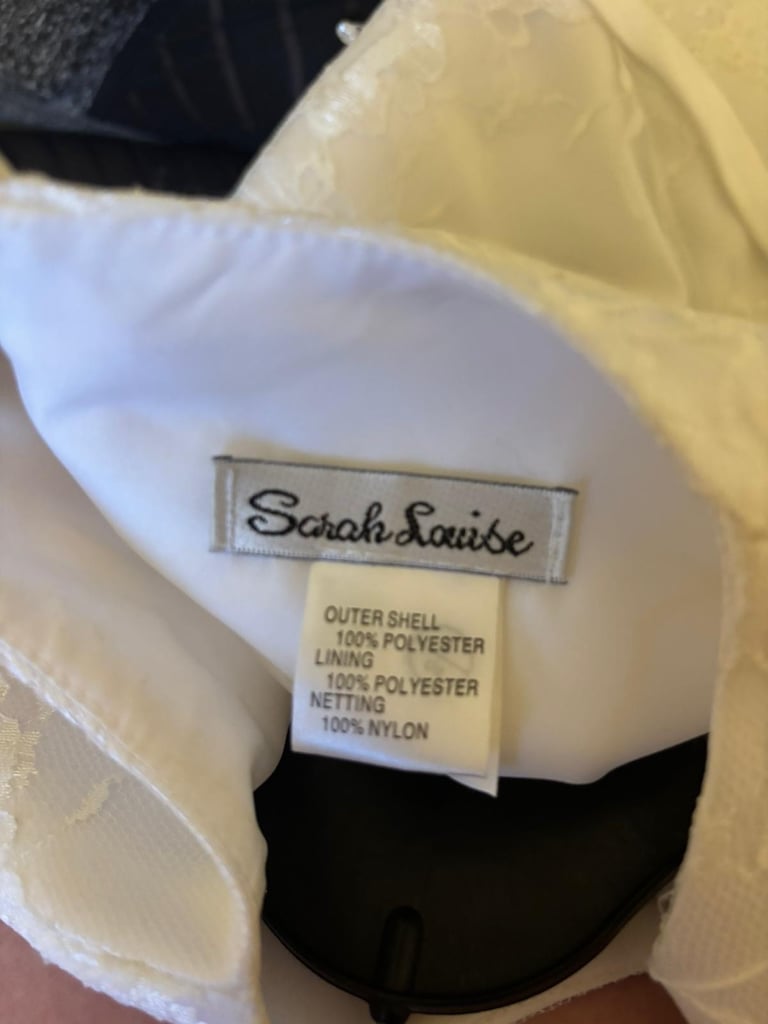 Sarah Louise
OUTER SHELL
100% POLYESTER
LINING
100% POLYESTER
NETTING
100% NYLON